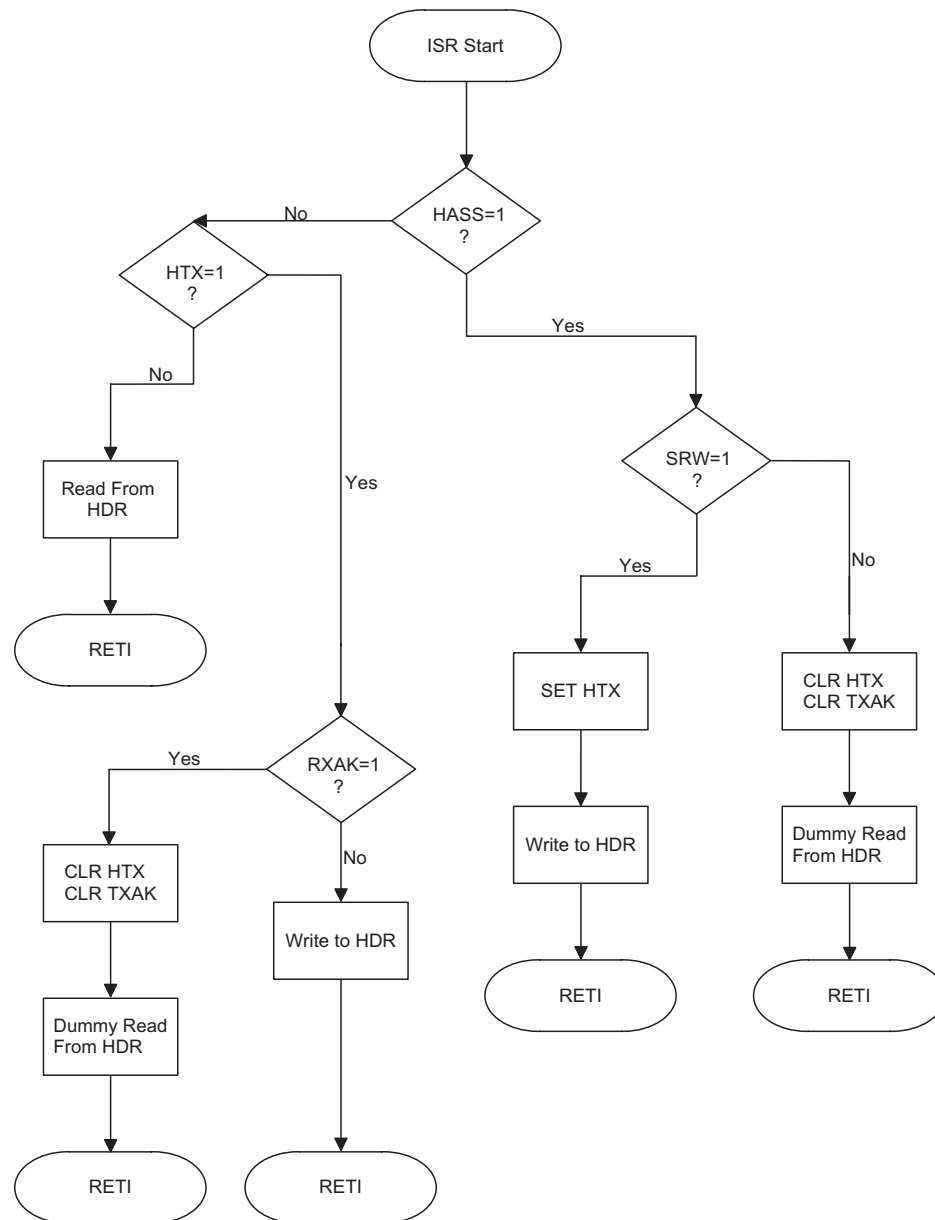 ISR Start
No
HASS=1
?
HTX=1
?
Yes
No
SRW=1
?
Read From
HDR
Yes
Yes
No
RETI
SET HTX
CLR HTX
CLR TXAK
Yes
RXAK=1
?
Write to HDR
Dummy Read
From HDR
No
CLR HTX
CLR TXAK
Write to HDR
RETI
RETI
Dummy Read
From HDR
RETI
RETI